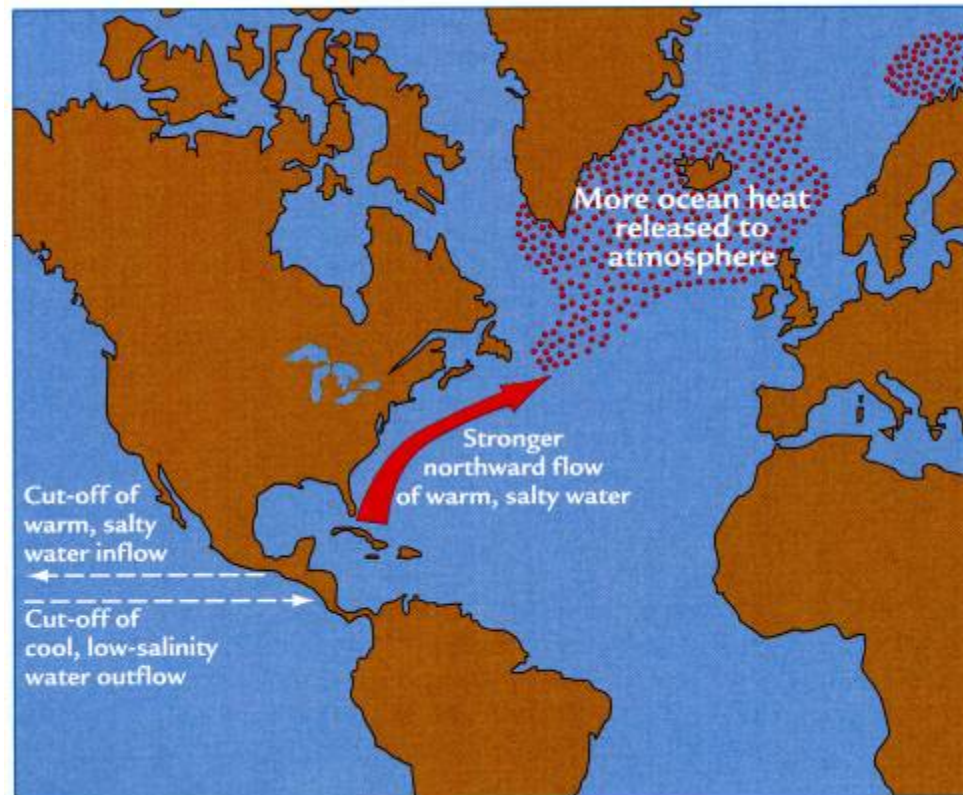 More ocean heat
released to
atmosphere
Stronger
northward flow
of warm, salty water
Cut-off of
warm, salty
water inflow
Cut-off of
cool, low-salinity
water outflow